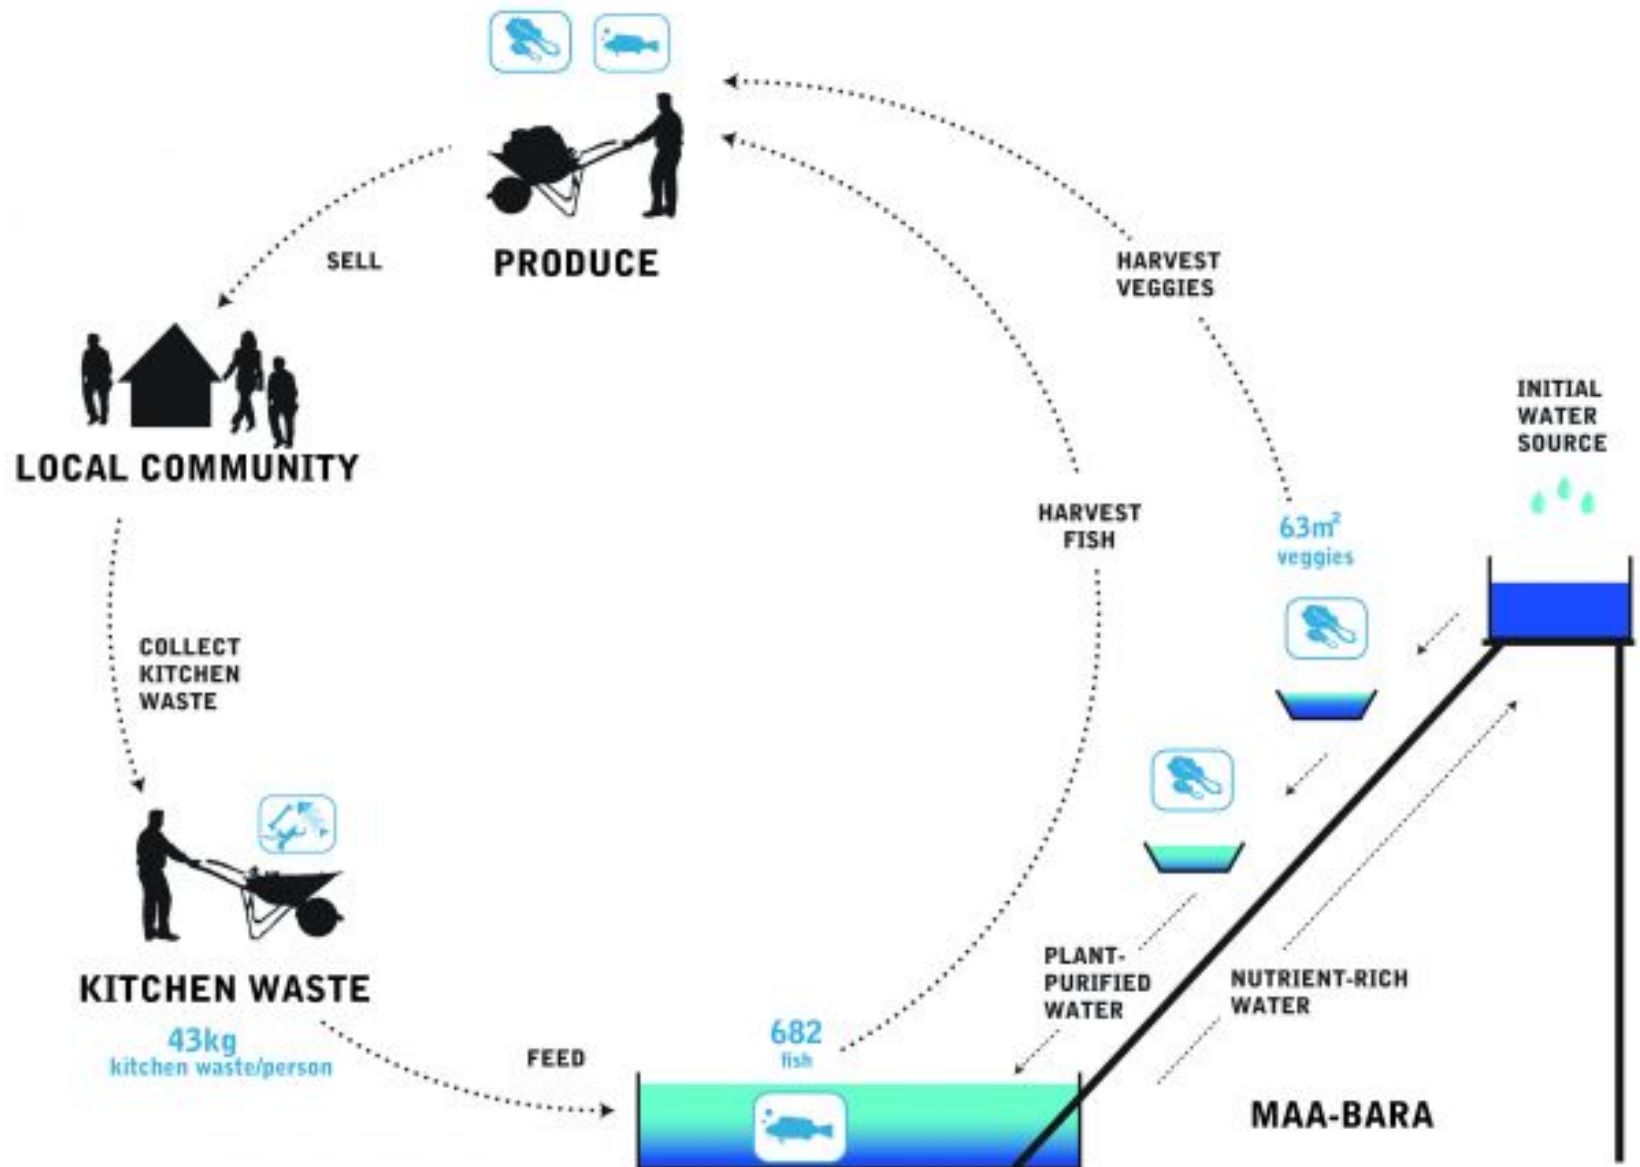 PRODUCE
SELL
HARVEST
VEGGIES
LOCAL COMMUNITY
INITIAL
WATER
SOURCE
HARVEST
FISH
63m²
veggies
COLLECT
KITCHEN
WASTE
KITCHEN WASTE
43kg
kitchen waste/person
FEED
682
fish
PLANT-
PURIFIED
WATER
NUTRIENT-RICH
WATER
MAA-BARA